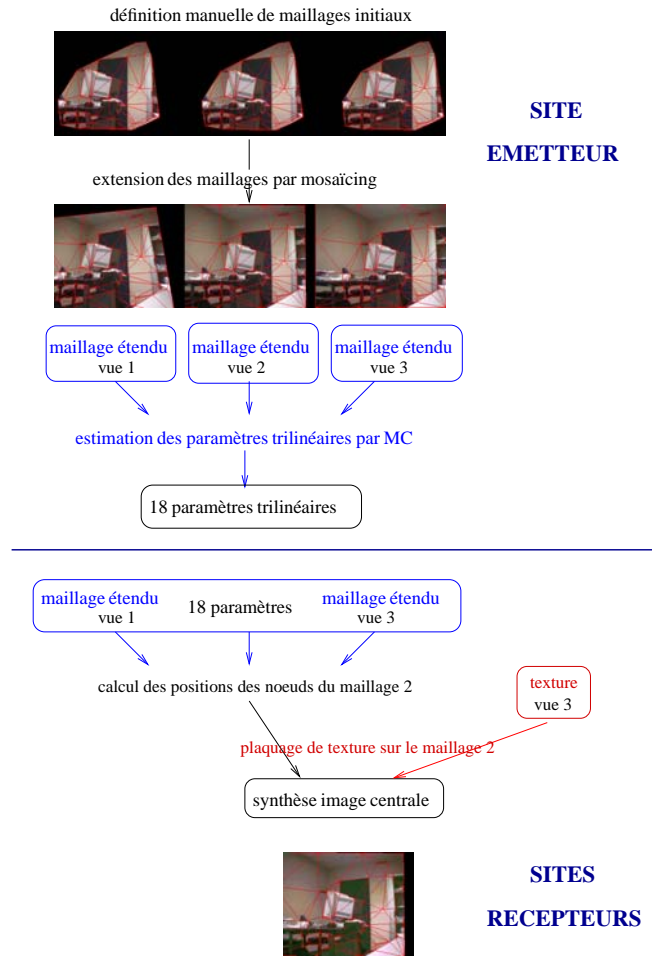 définition manuelle de maillages initiaux
SITE
EMETTEUR
extension des maillages par mosaïcing
maillage étendu
vue 1
maillage étendu
vue 2
maillage étendu
vue 3
estimation des paramètres trilinéaires par MC
18 paramètres trilinéaires
maillage étendu
vue 1
18 paramètres
maillage étendu
vue 3
calcul des positions des noeuds du maillage 2
texture
vue 3
plaquage de texture sur le maillage 2
synthèse image centrale
SITES
RECEPTEURS